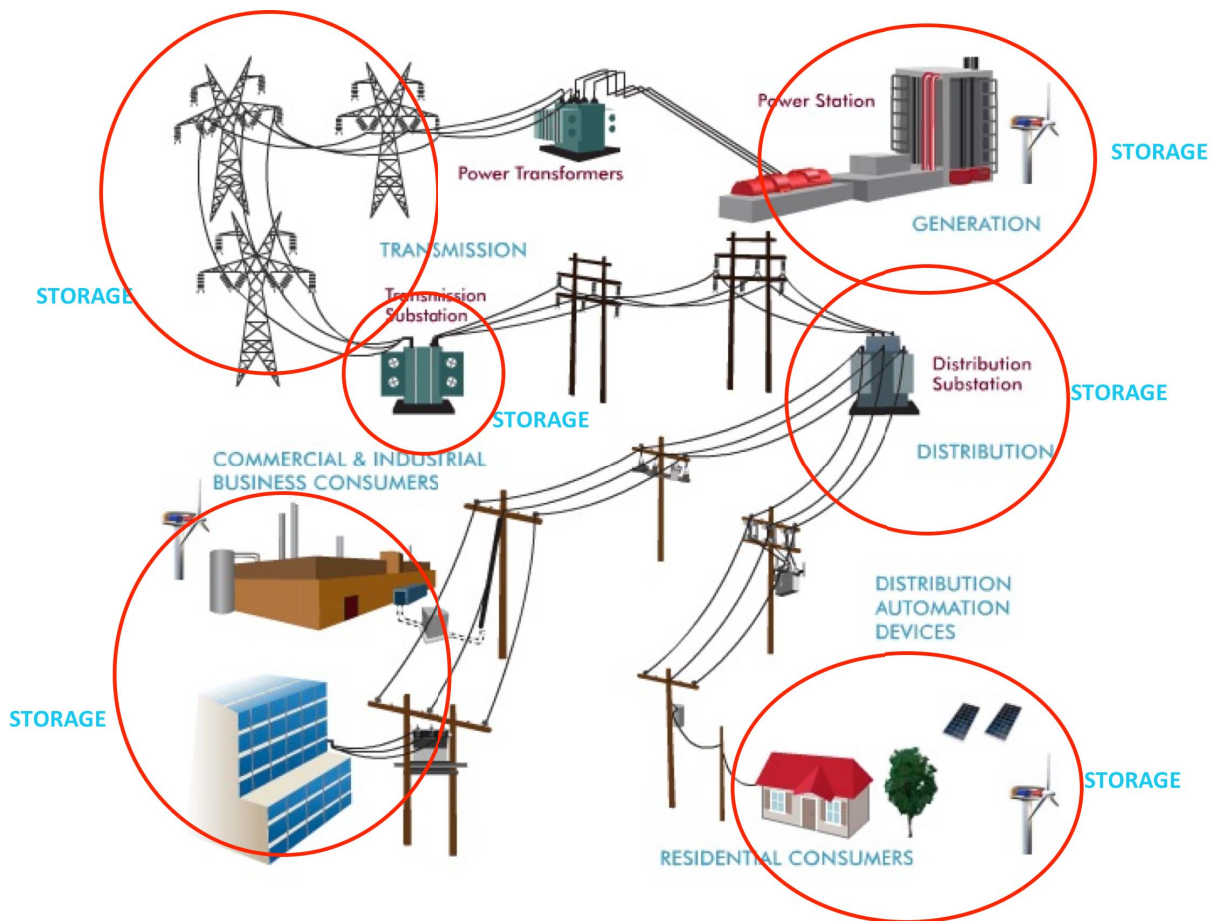 Power Station
STORAGE
Power Transformers
GENERATION
TRANSMISSION
STORAGE
Transmission
Substation
Distribution
Substation
STORAGE
STORAGE
DISTRIBUTION
COMMERCIAL & INDUSTRIAL
BUSINESS CONSUMERS
DISTRIBUTION
AUTOMATION
DEVICES
STORAGE
STORAGE
RESIDENTIAL CONSUMERS